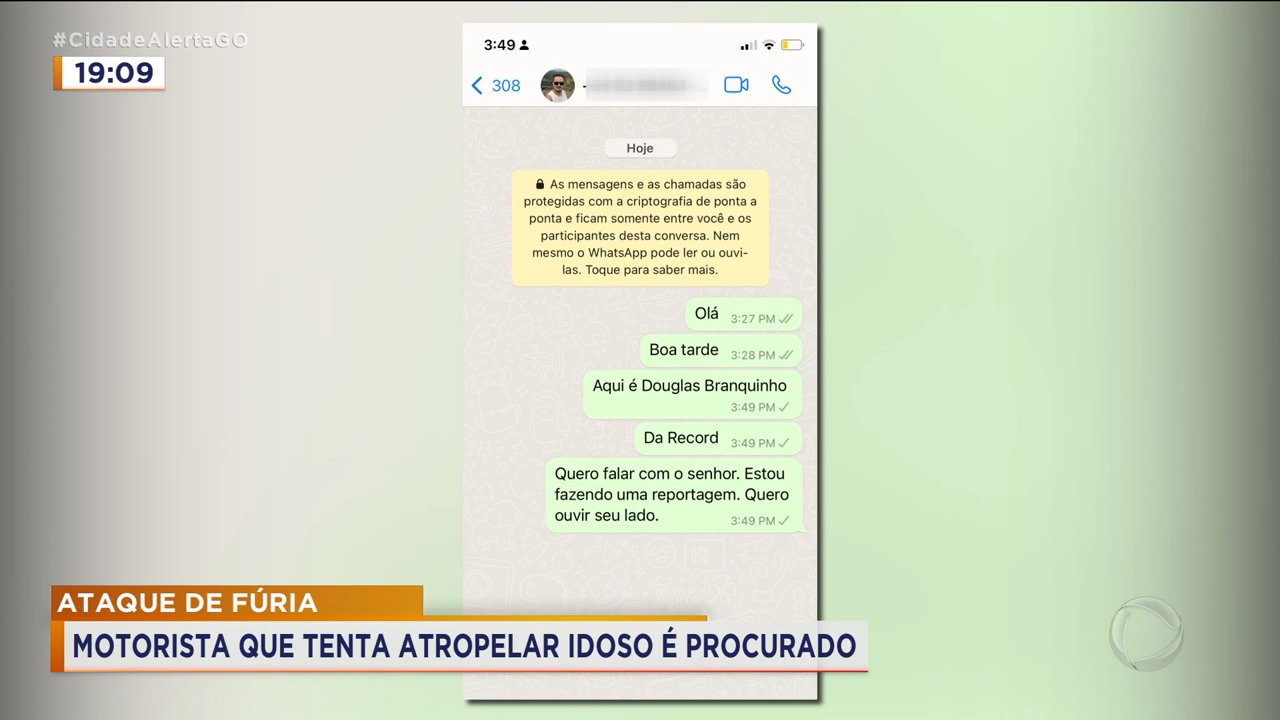 #CidadeAlertaGO
19:09
3:49
308
Hoje
As mensagens e as chamadas são
protegidas com a criptografia de ponta a
ponta e ficam somente entre você e os
participantes desta conversa. Nem
mesmo o WhatsApp pode ler ou ouvi-
las. Toque para saber mais.
Olá 3:27 PM
Boa tarde 3:28 PM
Aqui é Douglas Branquinho
3:49 PM
Da Record 3:49 PM
Quero falar com o senhor. Estou
fazendo uma reportagem. Quero
ouvir seu lado. 3:49 PM
ATAQUE DE FÚRIA
MOTORISTA QUE TENTA ATROPELAR IDOSO É PROCURADO